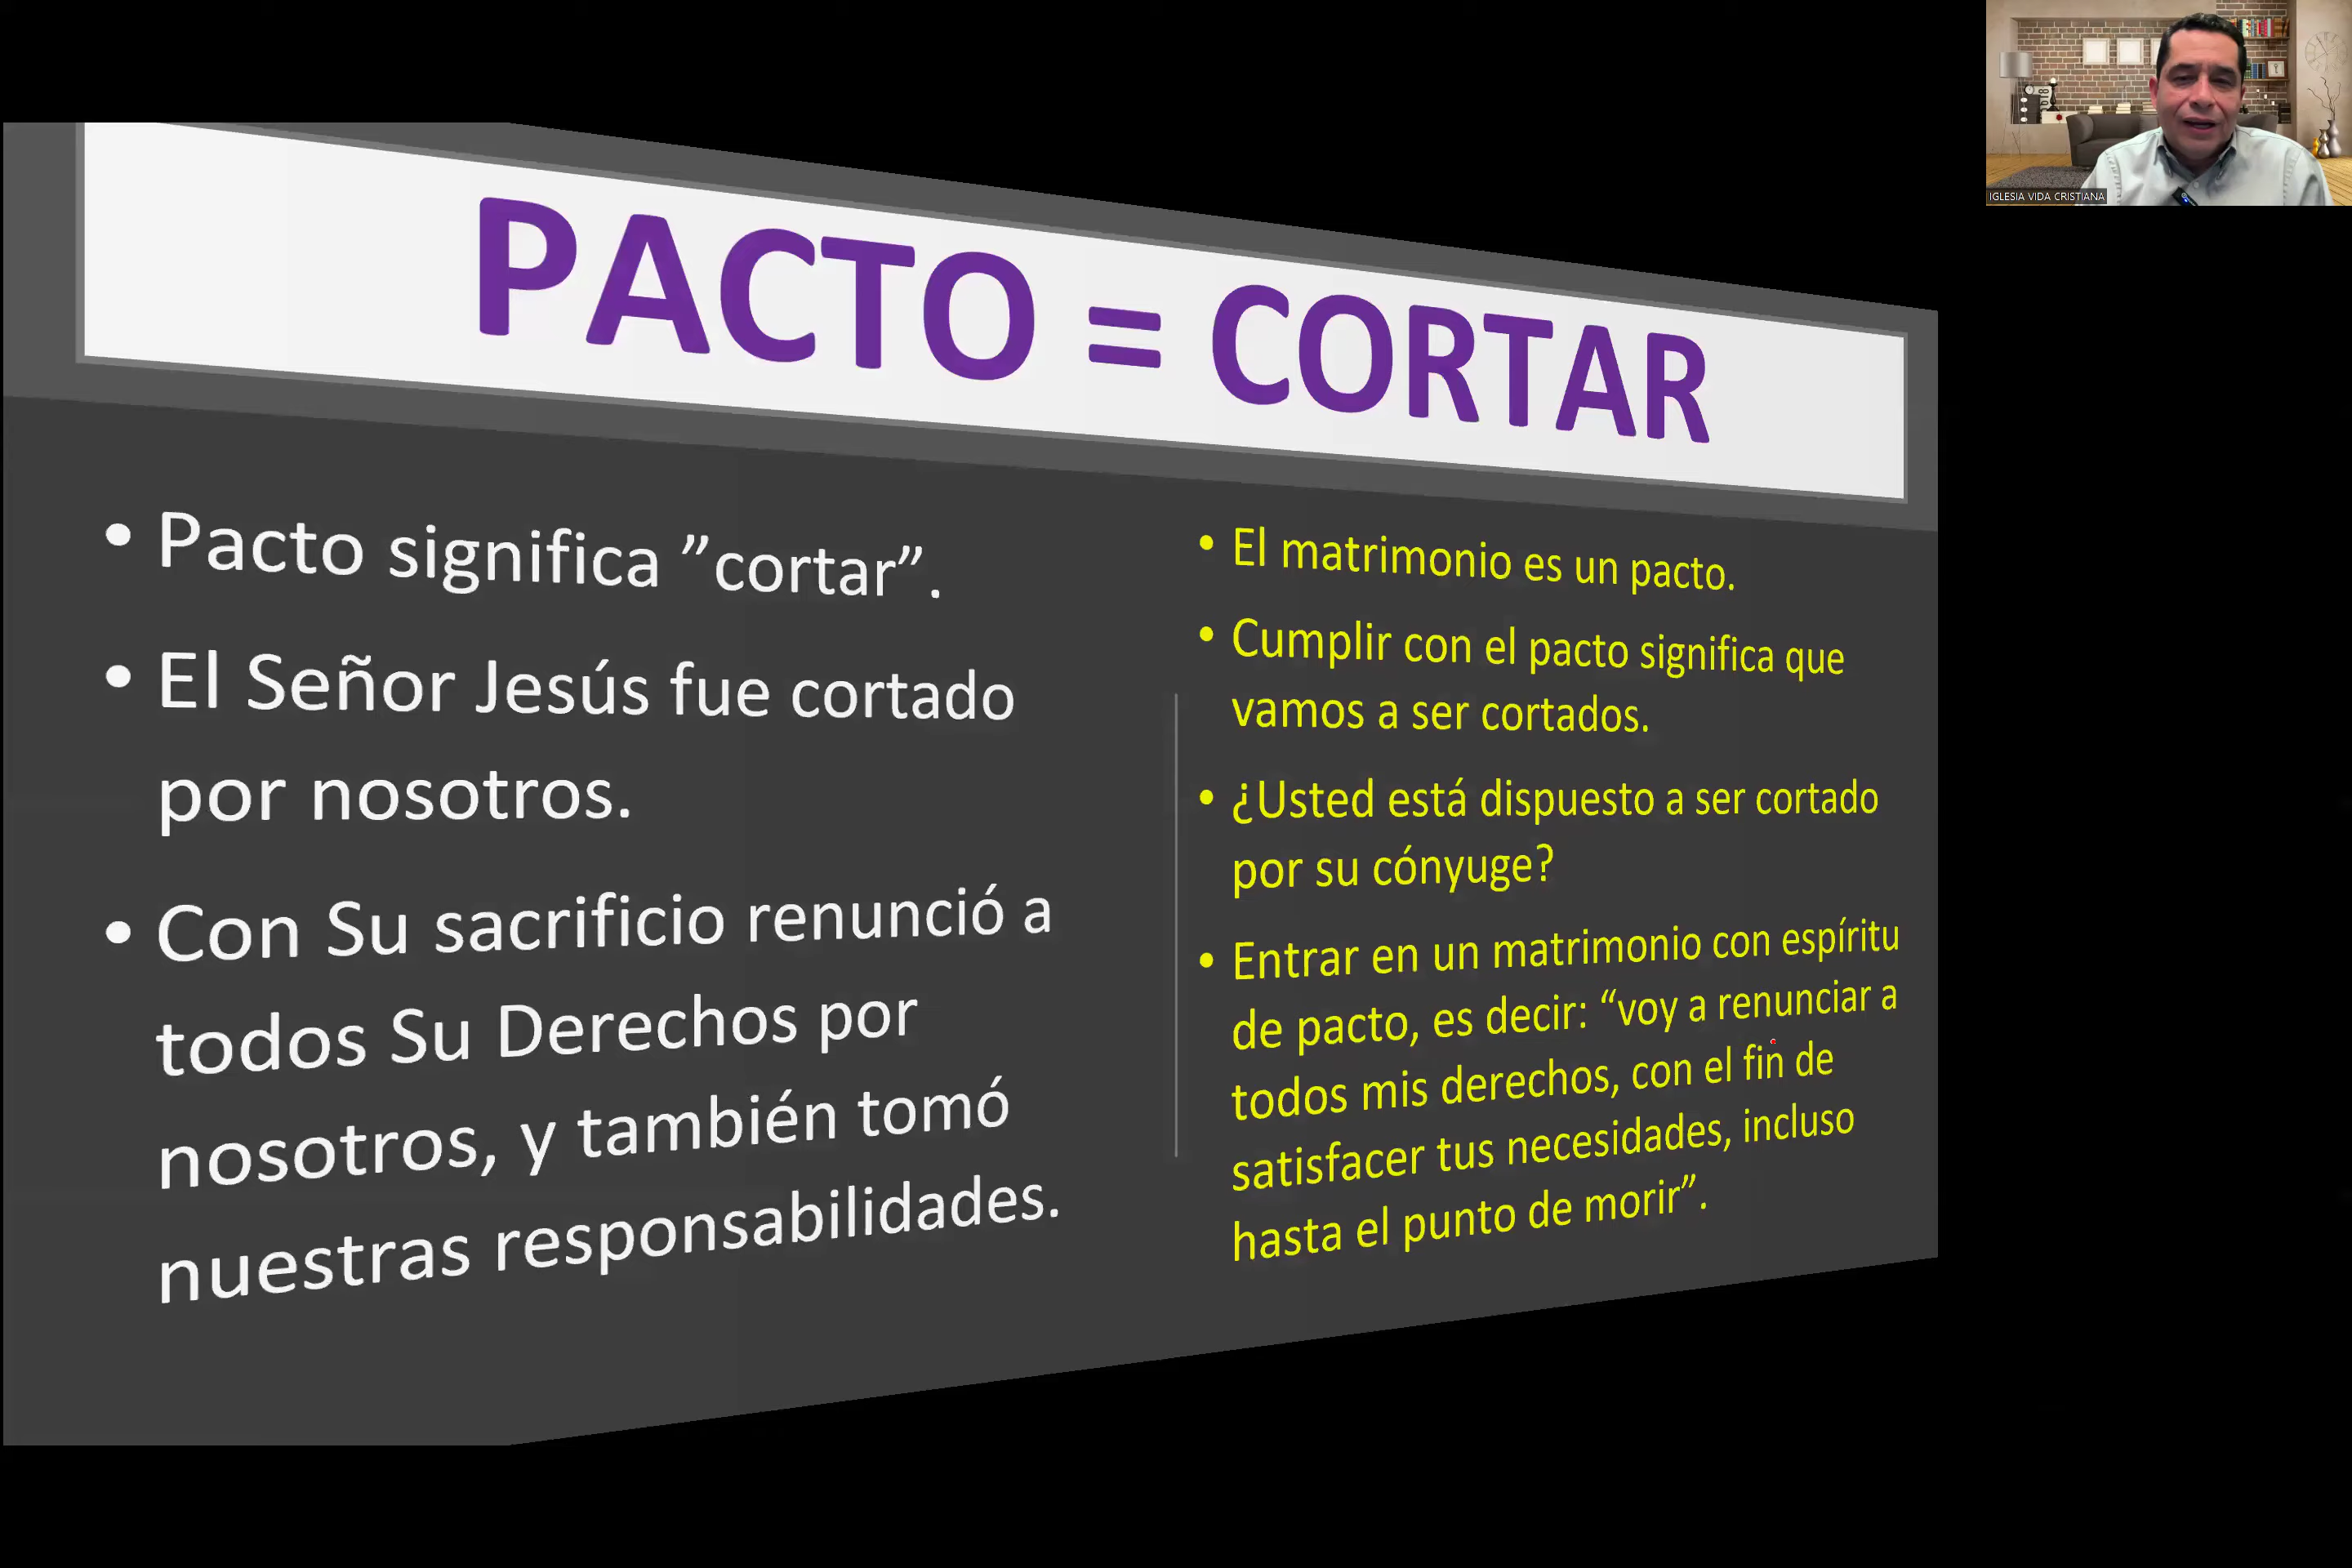 PACTO = CORTAR
• Pacto significa ”cortar”.
• El Señor Jesús fue cortado
por nosotros.
• Con Su sacrificio renunció a
todos Su Derechos por
nosotros, y también tomó
nuestras responsabilidades.
• El matrimonio es un pacto.
• Cumplir con el pacto significa que
vamos a ser cortados.
• ¿Usted está dispuesto a ser cortado
por su cónyuge?
• Entrar en un matrimonio con espíritu
de pacto, es decir: “voy a renunciar a
todos mis derechos, con el fin de
satisfacer tus necesidades, incluso
hasta el punto de morir”.
IGLESIA VIDA CRISTIANA